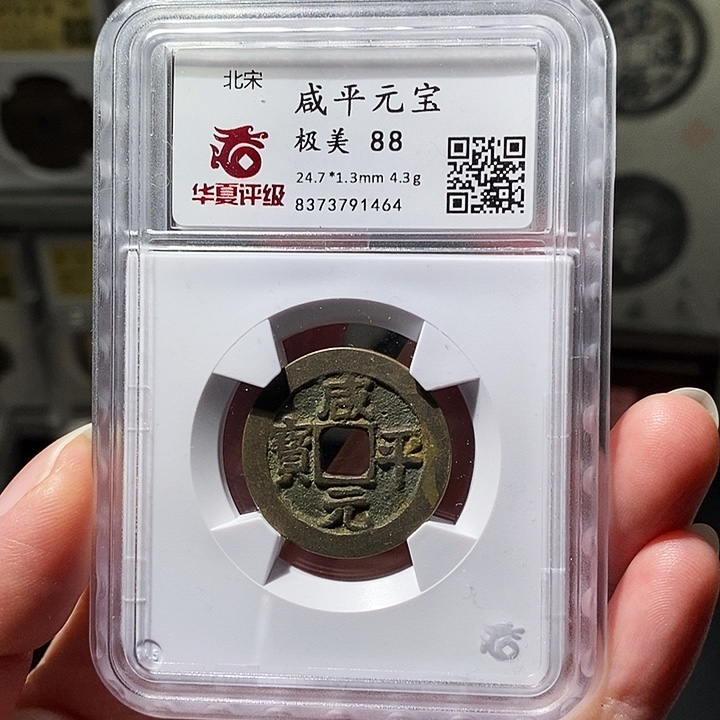 北宋
咸平元宝
极美 88
24.7*1.3mm 4.3g
华夏评级
8373791464
咸平元寳